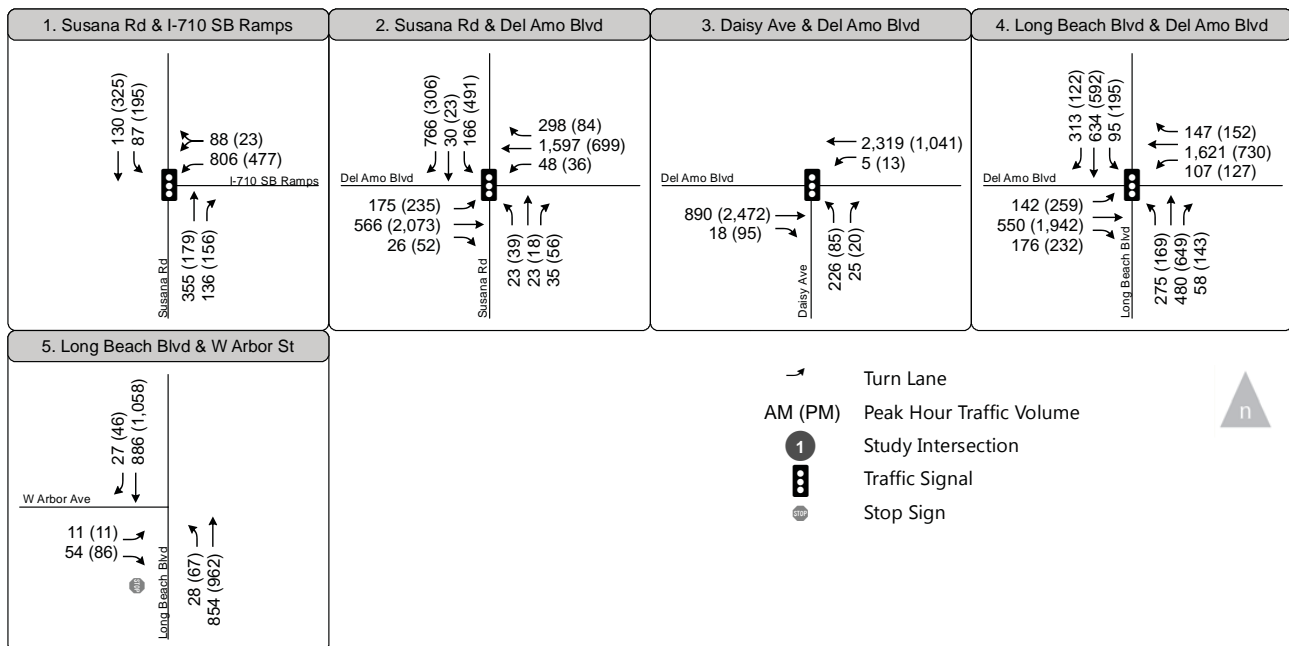 1. Susana Rd & I-710 SB Ramps
130 (325)
87 (195)
88 (23)
806 (477)
I-710 SB Ramps
355 (179)
136 (156)
Susana Rd
2. Susana Rd & Del Amo Blvd
766 (306)
30 (23)
166 (491)
298 (84)
1,597 (699)
48 (36)
Del Amo Blvd
175 (235)
566 (2,073)
26 (52)
23 (39)
23 (18)
35 (56)
Susana Rd
3. Daisy Ave & Del Amo Blvd
2,319 (1,041)
5 (13)
Del Amo Blvd
890 (2,472)
18 (95)
226 (85)
25 (20)
Daisy Ave
4. Long Beach Blvd & Del Amo Blvd
313 (122)
634 (592)
95 (195)
147 (152)
1,621 (730)
107 (127)
Del Amo Blvd
142 (259)
550 (1,942)
176 (232)
275 (169)
480 (649)
58 (143)
Long Beach Blvd
5. Long Beach Blvd & W Arbor St
27 (46)
886 (1,058)
W Arbor Ave
11 (11)
54 (86)
STOP
28 (67)
854 (962)
Long Beach Blvd
Turn Lane
AM (PM) Peak Hour Traffic Volume
1 Study Intersection
Traffic Signal
STOP Stop Sign
n